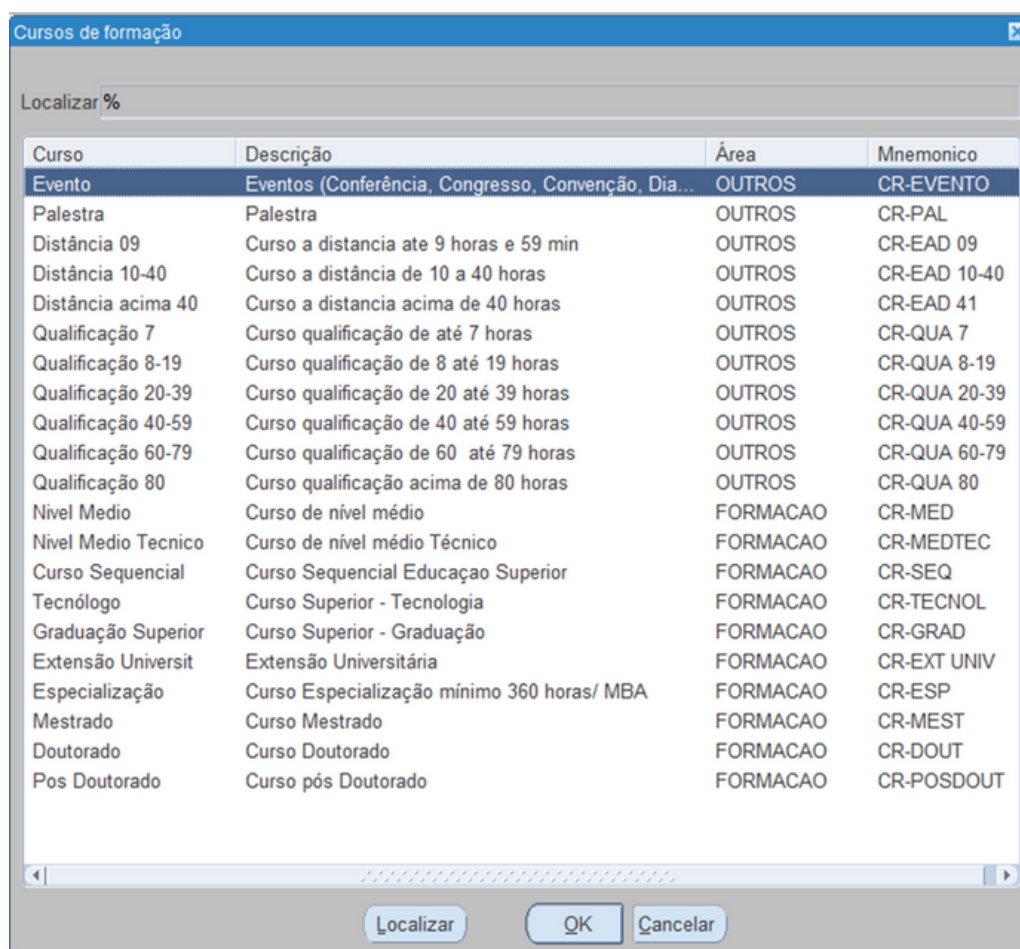 Cursos de formação
Localizar %
Curso Descrição Área Mnemonico
Evento Eventos (Conferência, Congresso, Convenção, Dia... OUTROS CR-EVENTO
Palestra Palestra OUTROS CR-PAL
Distância 09 Curso a distancia ate 9 horas e 59 min OUTROS CR-EAD 09
Distância 10-40 Curso a distância de 10 a 40 horas OUTROS CR-EAD 10-40
Distância acima 40 Curso a distancia acima de 40 horas OUTROS CR-EAD 41
Qualificação 7 Curso qualificação de até 7 horas OUTROS CR-QUA 7
Qualificação 8-19 Curso qualificação de 8 até 19 horas OUTROS CR-QUA 8-19
Qualificação 20-39 Curso qualificação de 20 até 39 horas OUTROS CR-QUA 20-39
Qualificação 40-59 Curso qualificação de 40 até 59 horas OUTROS CR-QUA 40-59
Qualificação 60-79 Curso qualificação de 60 até 79 horas OUTROS CR-QUA 60-79
Qualificação 80 Curso qualificação acima de 80 horas OUTROS CR-QUA 80
Nivel Medio Curso de nível médio FORMACAO CR-MED
Nivel Medio Tecnico Curso de nível médio Técnico FORMACAO CR-MEDTEC
Curso Sequencial Curso Sequencial Educaçao Superior FORMACAO CR-SEQ
Tecnólogo Curso Superior - Tecnologia FORMACAO CR-TECNOL
Graduação Superior Curso Superior - Graduação FORMACAO CR-GRAD
Extensão Universit Extensão Universitária FORMACAO CR-EXT UNIV
Especialização Curso Especialização mínimo 360 horas/ MBA FORMACAO CR-ESP
Mestrado Curso Mestrado FORMACAO CR-MEST
Doutorado Curso Doutorado FORMACAO CR-DOUT
Pos Doutorado Curso pós Doutorado FORMACAO CR-POSDOUT
Localizar OK Cancelar